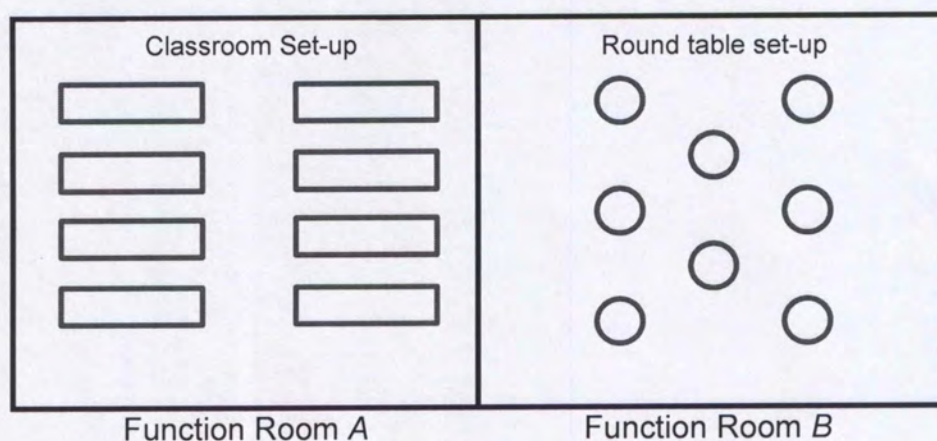 Classroom Set-up
Round table set-up
Function Room A
Function Room B